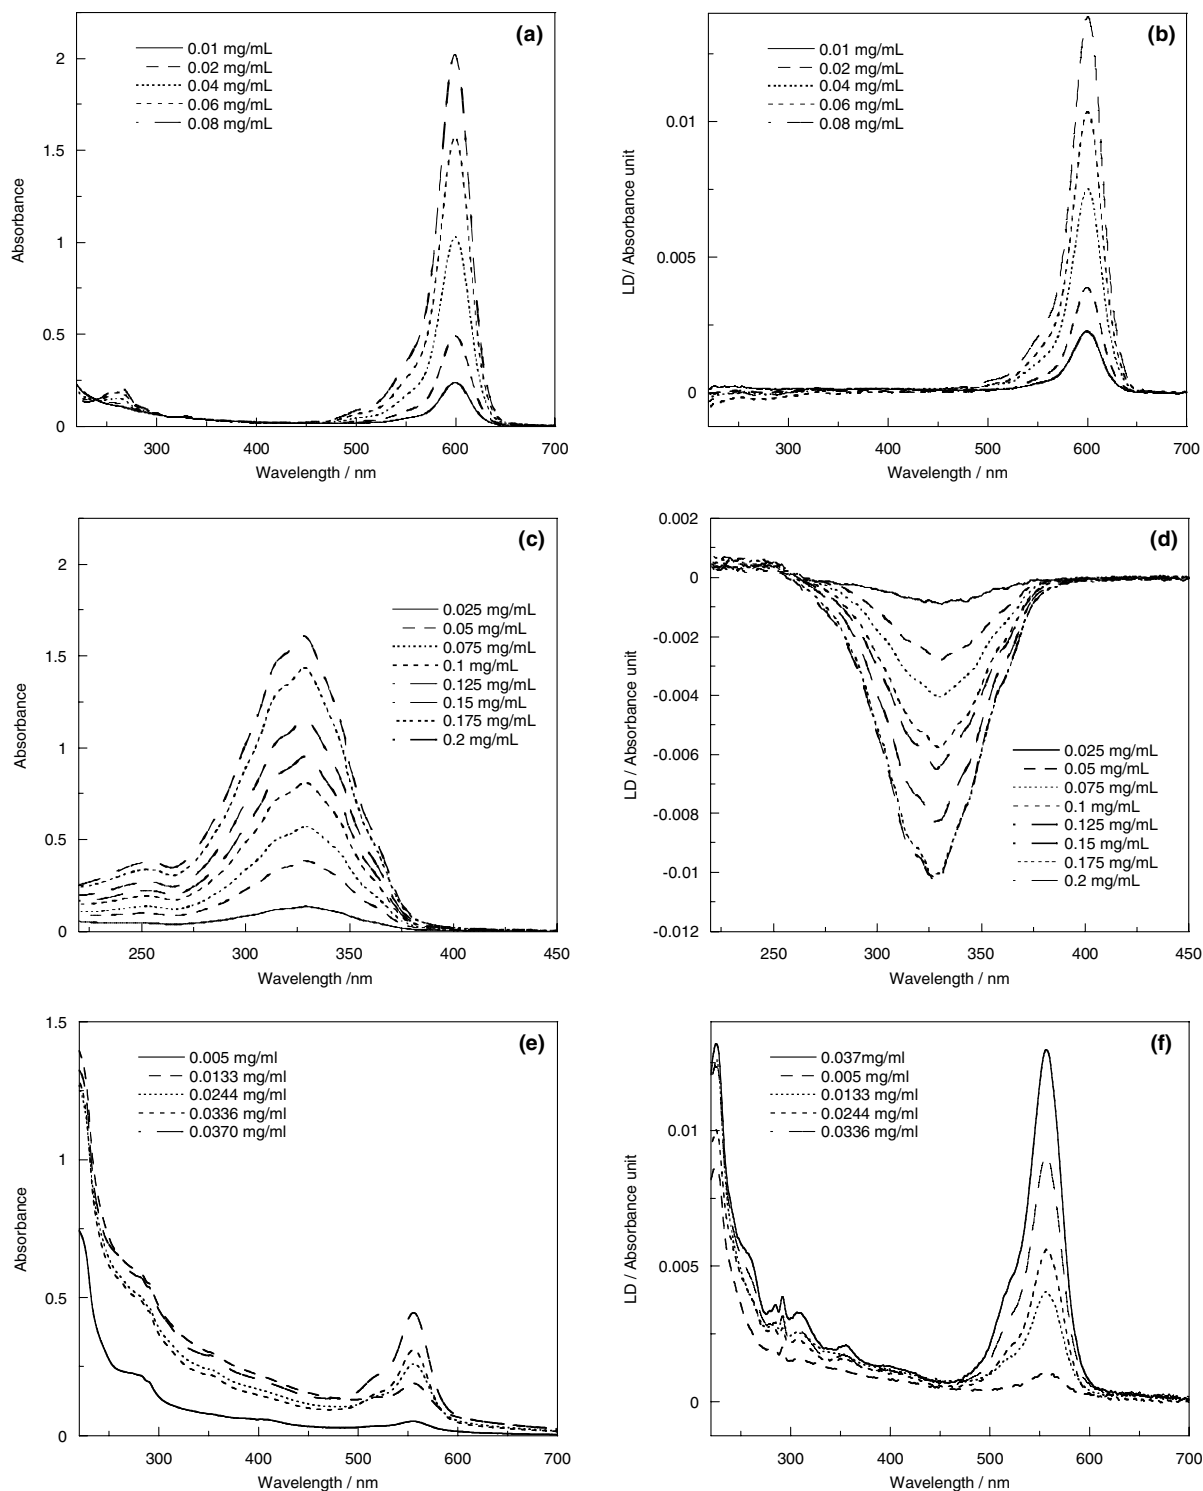 (a)
0.01 mg/mL
0.02 mg/mL
0.04 mg/mL
0.06 mg/mL
0.08 mg/mL
2
1.5
1
0.5
0
Absorbance
300 400 500 600 700
Wavelength / nm
(b)
0.01 mg/mL
0.02 mg/mL
0.04 mg/mL
0.06 mg/mL
0.08 mg/mL
0.01
0.005
0
LD/ Absorbance unit
300 400 500 600 700
Wavelength / nm
(c)
0.025 mg/mL
0.05 mg/mL
0.075 mg/mL
0.1 mg/mL
0.125 mg/mL
0.15 mg/mL
0.175 mg/mL
0.2 mg/mL
2
1.5
1
0.5
0
Absorbance
250 300 350 400 450
Wavelength /nm
(d)
0.002
0
-0.002
-0.004
-0.006
-0.008
-0.01
-0.012
LD / Absorbance unit
0.025 mg/mL
0.05 mg/mL
0.075 mg/mL
0.1 mg/mL
0.125 mg/mL
0.15 mg/mL
0.175 mg/mL
0.2 mg/mL
250 300 350 400 450
Wavelength / nm
(e)
0.005 mg/ml
0.0133 mg/ml
0.0244 mg/ml
0.0336 mg/ml
0.0370 mg/ml
1.5
1
0.5
0
Absorbance
300 400 500 600 700
Wavelength / nm
(f)
0.037mg/ml
0.005 mg/ml
0.0133 mg/ml
0.0244 mg/ml
0.0336 mg/ml
0.01
0.005
0
LD / Absorbance unit
300 400 500 600 700
Wavelength / nm